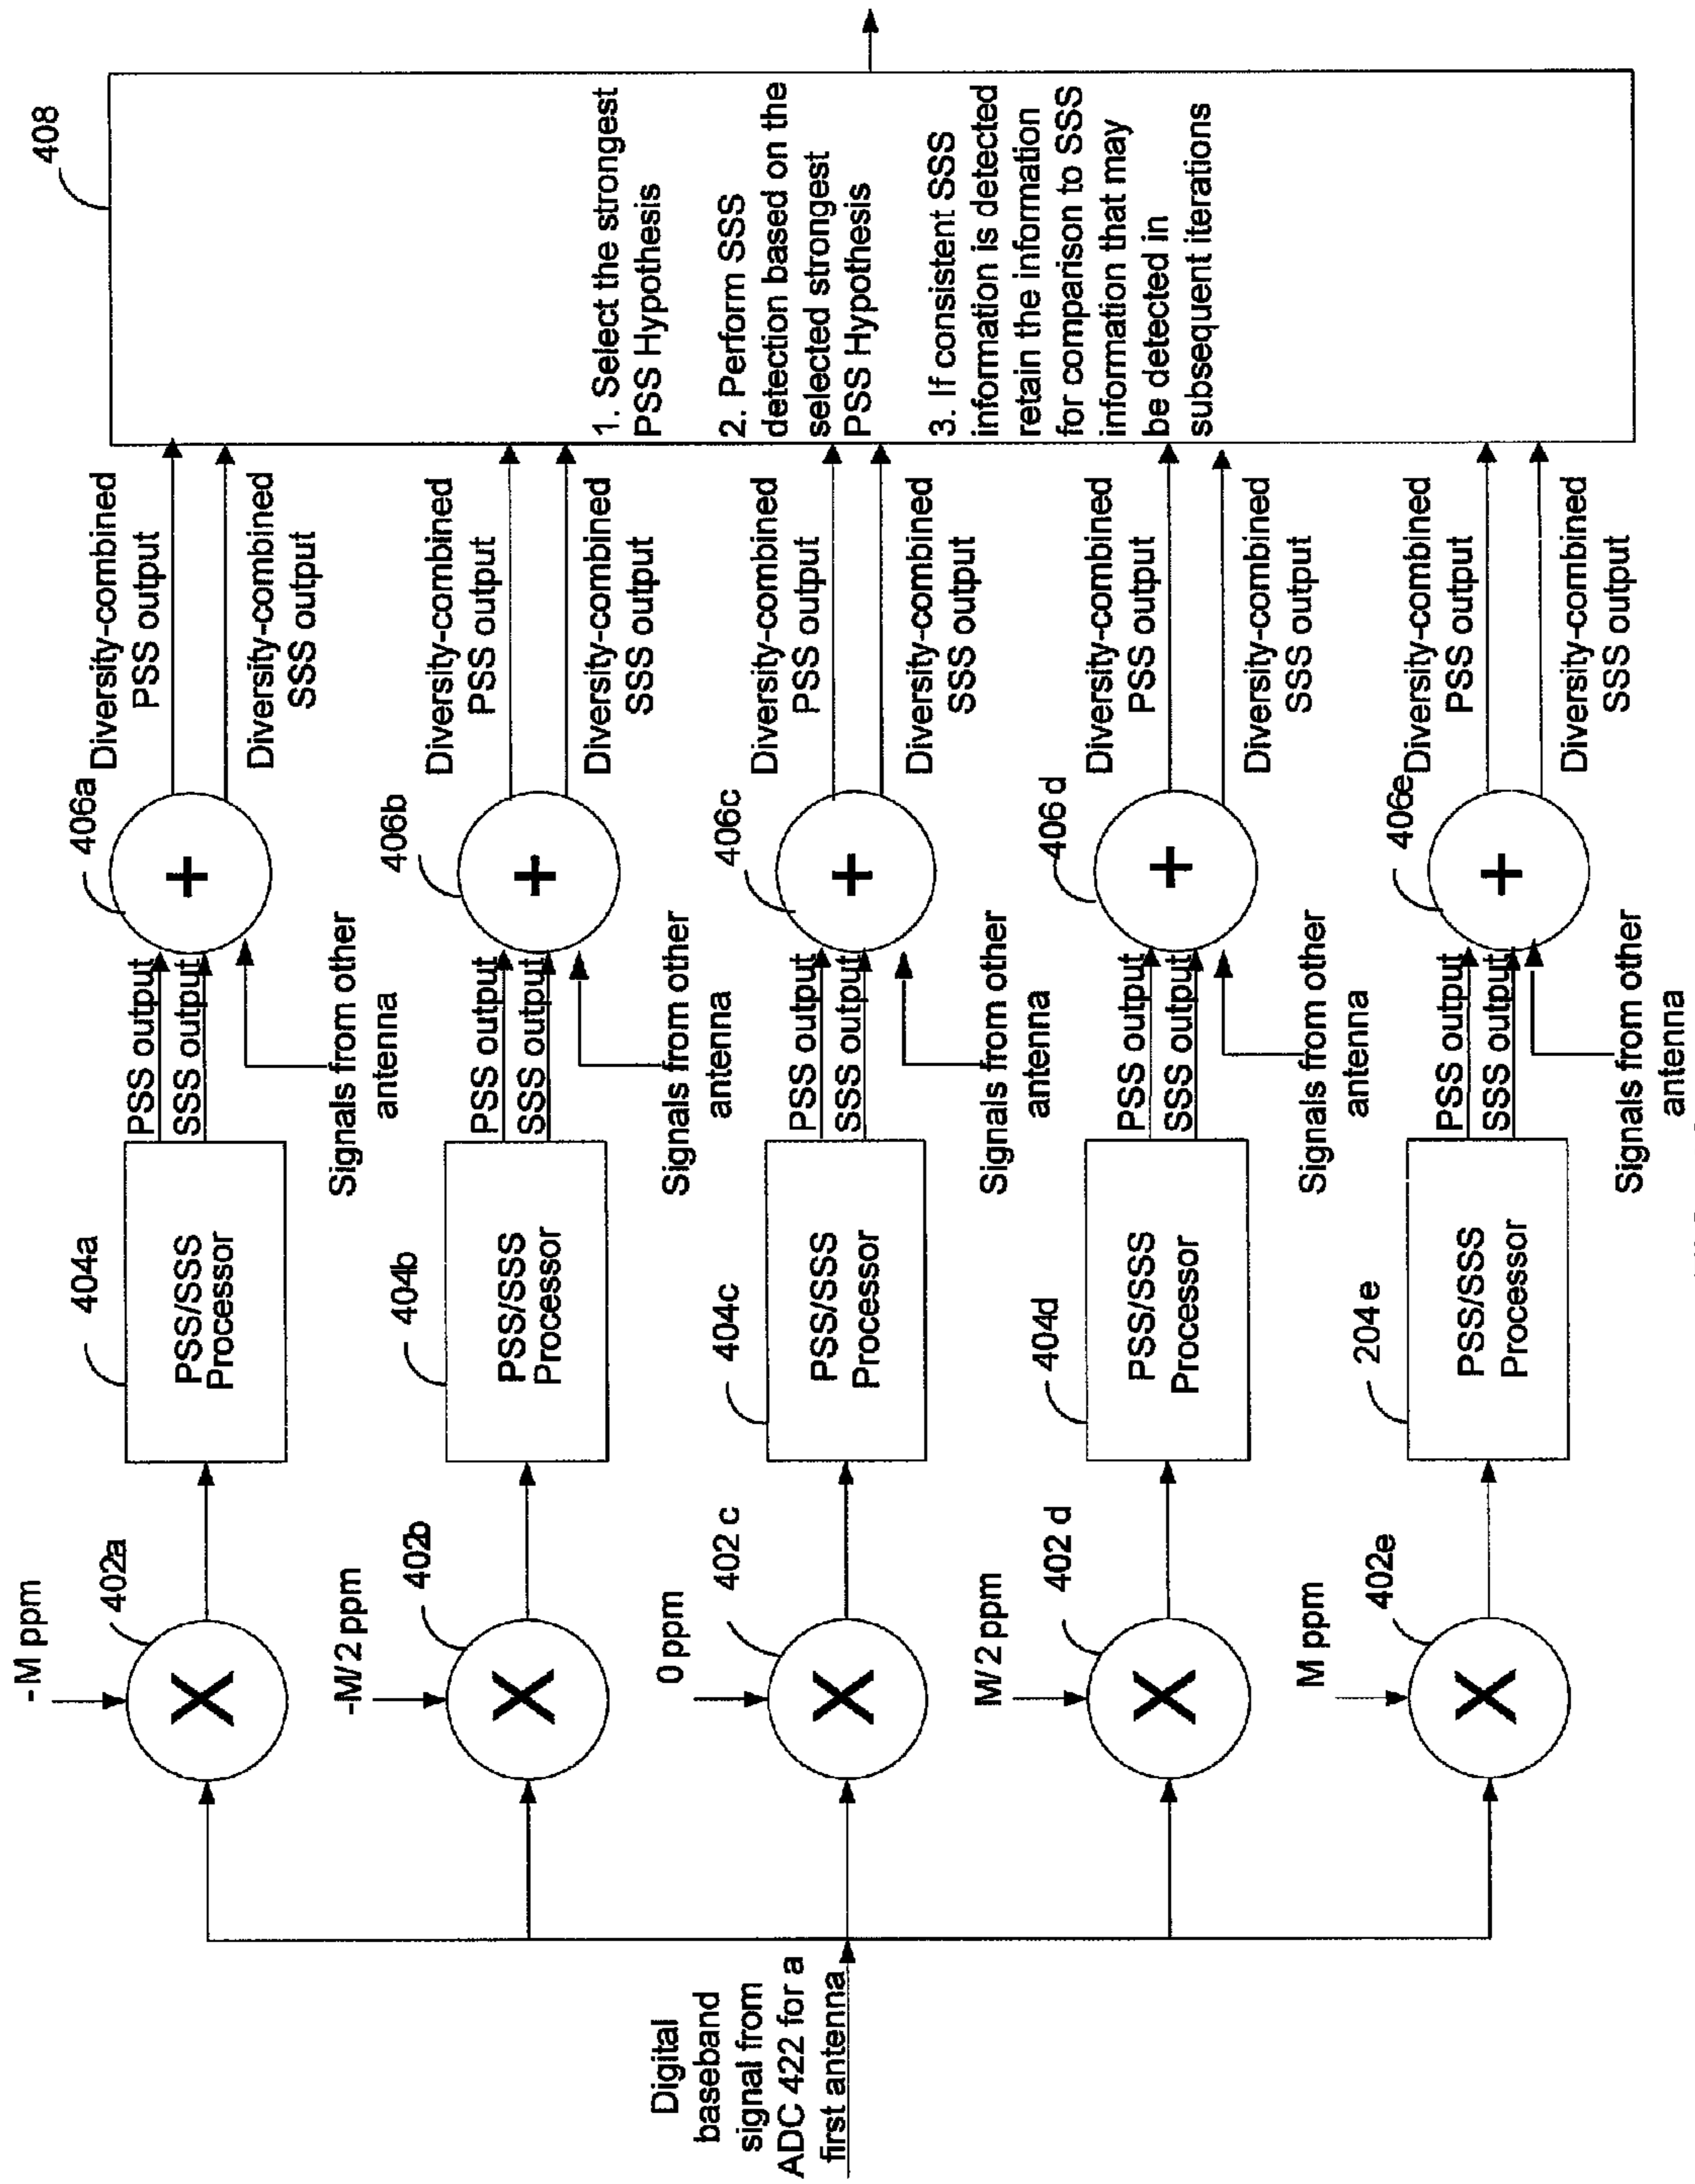 Digital
baseband
signal from
ADC 422 for a
first antenna
-M ppm
402a
X
404a
PSS/SSS
Processor
PSS output
SSS output
Signals from other
antenna
406a
+
Diversity-combined
PSS output
Diversity-combined
SSS output
-M/2 ppm
402b
X
404b
PSS/SSS
Processor
PSS output
SSS output
Signals from other
antenna
406b
+
Diversity-combined
PSS output
Diversity-combined
SSS output
0 ppm
402 c
X
404c
PSS/SSS
Processor
PSS output
SSS output
Signals from other
antenna
406c
+
Diversity-combined
PSS output
Diversity-combined
SSS output
M/2 ppm
402 d
X
404d
PSS/SSS
Processor
PSS output
SSS output
Signals from other
antenna
406 d
+
Diversity-combined
PSS output
Diversity-combined
SSS output
M ppm
402e
X
204 e
PSS/SSS
Processor
PSS output
SSS output
Signals from other
antenna
406e
+
Diversity-combined
PSS output
Diversity-combined
SSS output
408
1. Select the strongest
PSS Hypothesis
2. Perform SSS
detection based on the
selected strongest
PSS Hypothesis
3. If consistent SSS
information is detected
retain the information
for comparison to SSS
information that may
be detected in
subsequent iterations